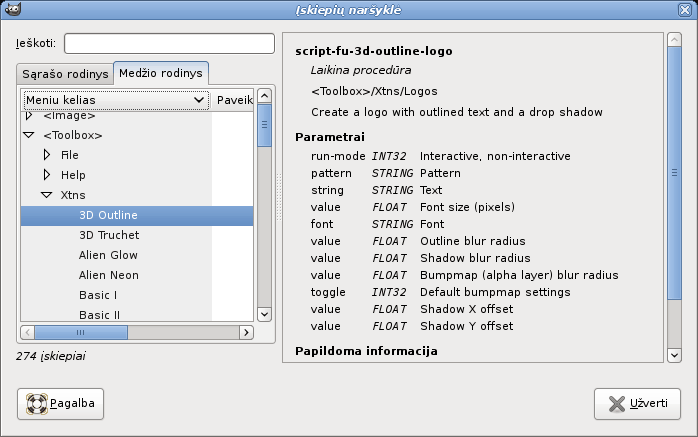 Įskiepių naršyklė
Ieškoti:
Sąrašo rodinys
Medžio rodinys
Meniu kelias
Paveik
<Image>
<Toolbox>
File
Help
Xtns
3D Outline
3D Truchet
Alien Glow
Alien Neon
Basic I
Basic II
274 įskiepiai
script-fu-3d-outline-logo
Laikina procedūra
<Toolbox>/Xtns/Logos
Create a logo with outlined text and a drop shadow
Parametrai
run-mode INT32 Interactive, non-interactive
pattern STRING Pattern
string STRING Text
value FLOAT Font size (pixels)
font STRING Font
value FLOAT Outline blur radius
value FLOAT Shadow blur radius
value FLOAT Bumpmap (alpha layer) blur radius
toggle INT32 Default bumpmap settings
value FLOAT Shadow X offset
value FLOAT Shadow Y offset
Papildoma informacija
Pagalba
Užverti